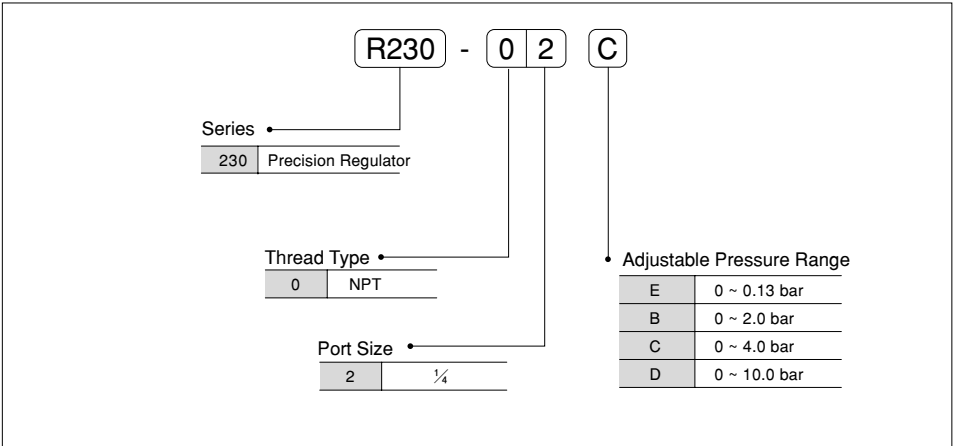 R230 - 0 2 C
Series
230 Precision Regulator
Thread Type
0 NPT
Port Size
2 ¼
Adjustable Pressure Range
E 0 ~ 0.13 bar
B 0 ~ 2.0 bar
C 0 ~ 4.0 bar
D 0 ~ 10.0 bar